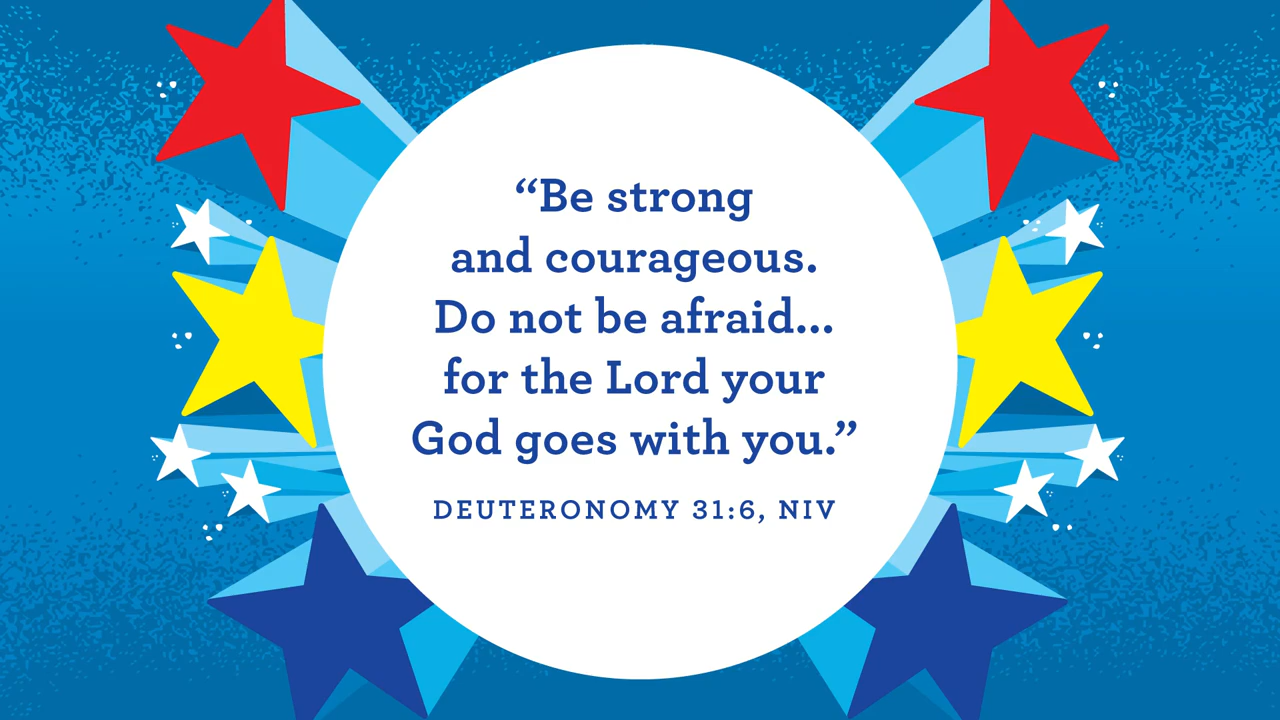 “Be strong
and courageous.
Do not be afraid...
for the Lord your
God goes with you.”
DEUTERONOMY 31:6, NIV